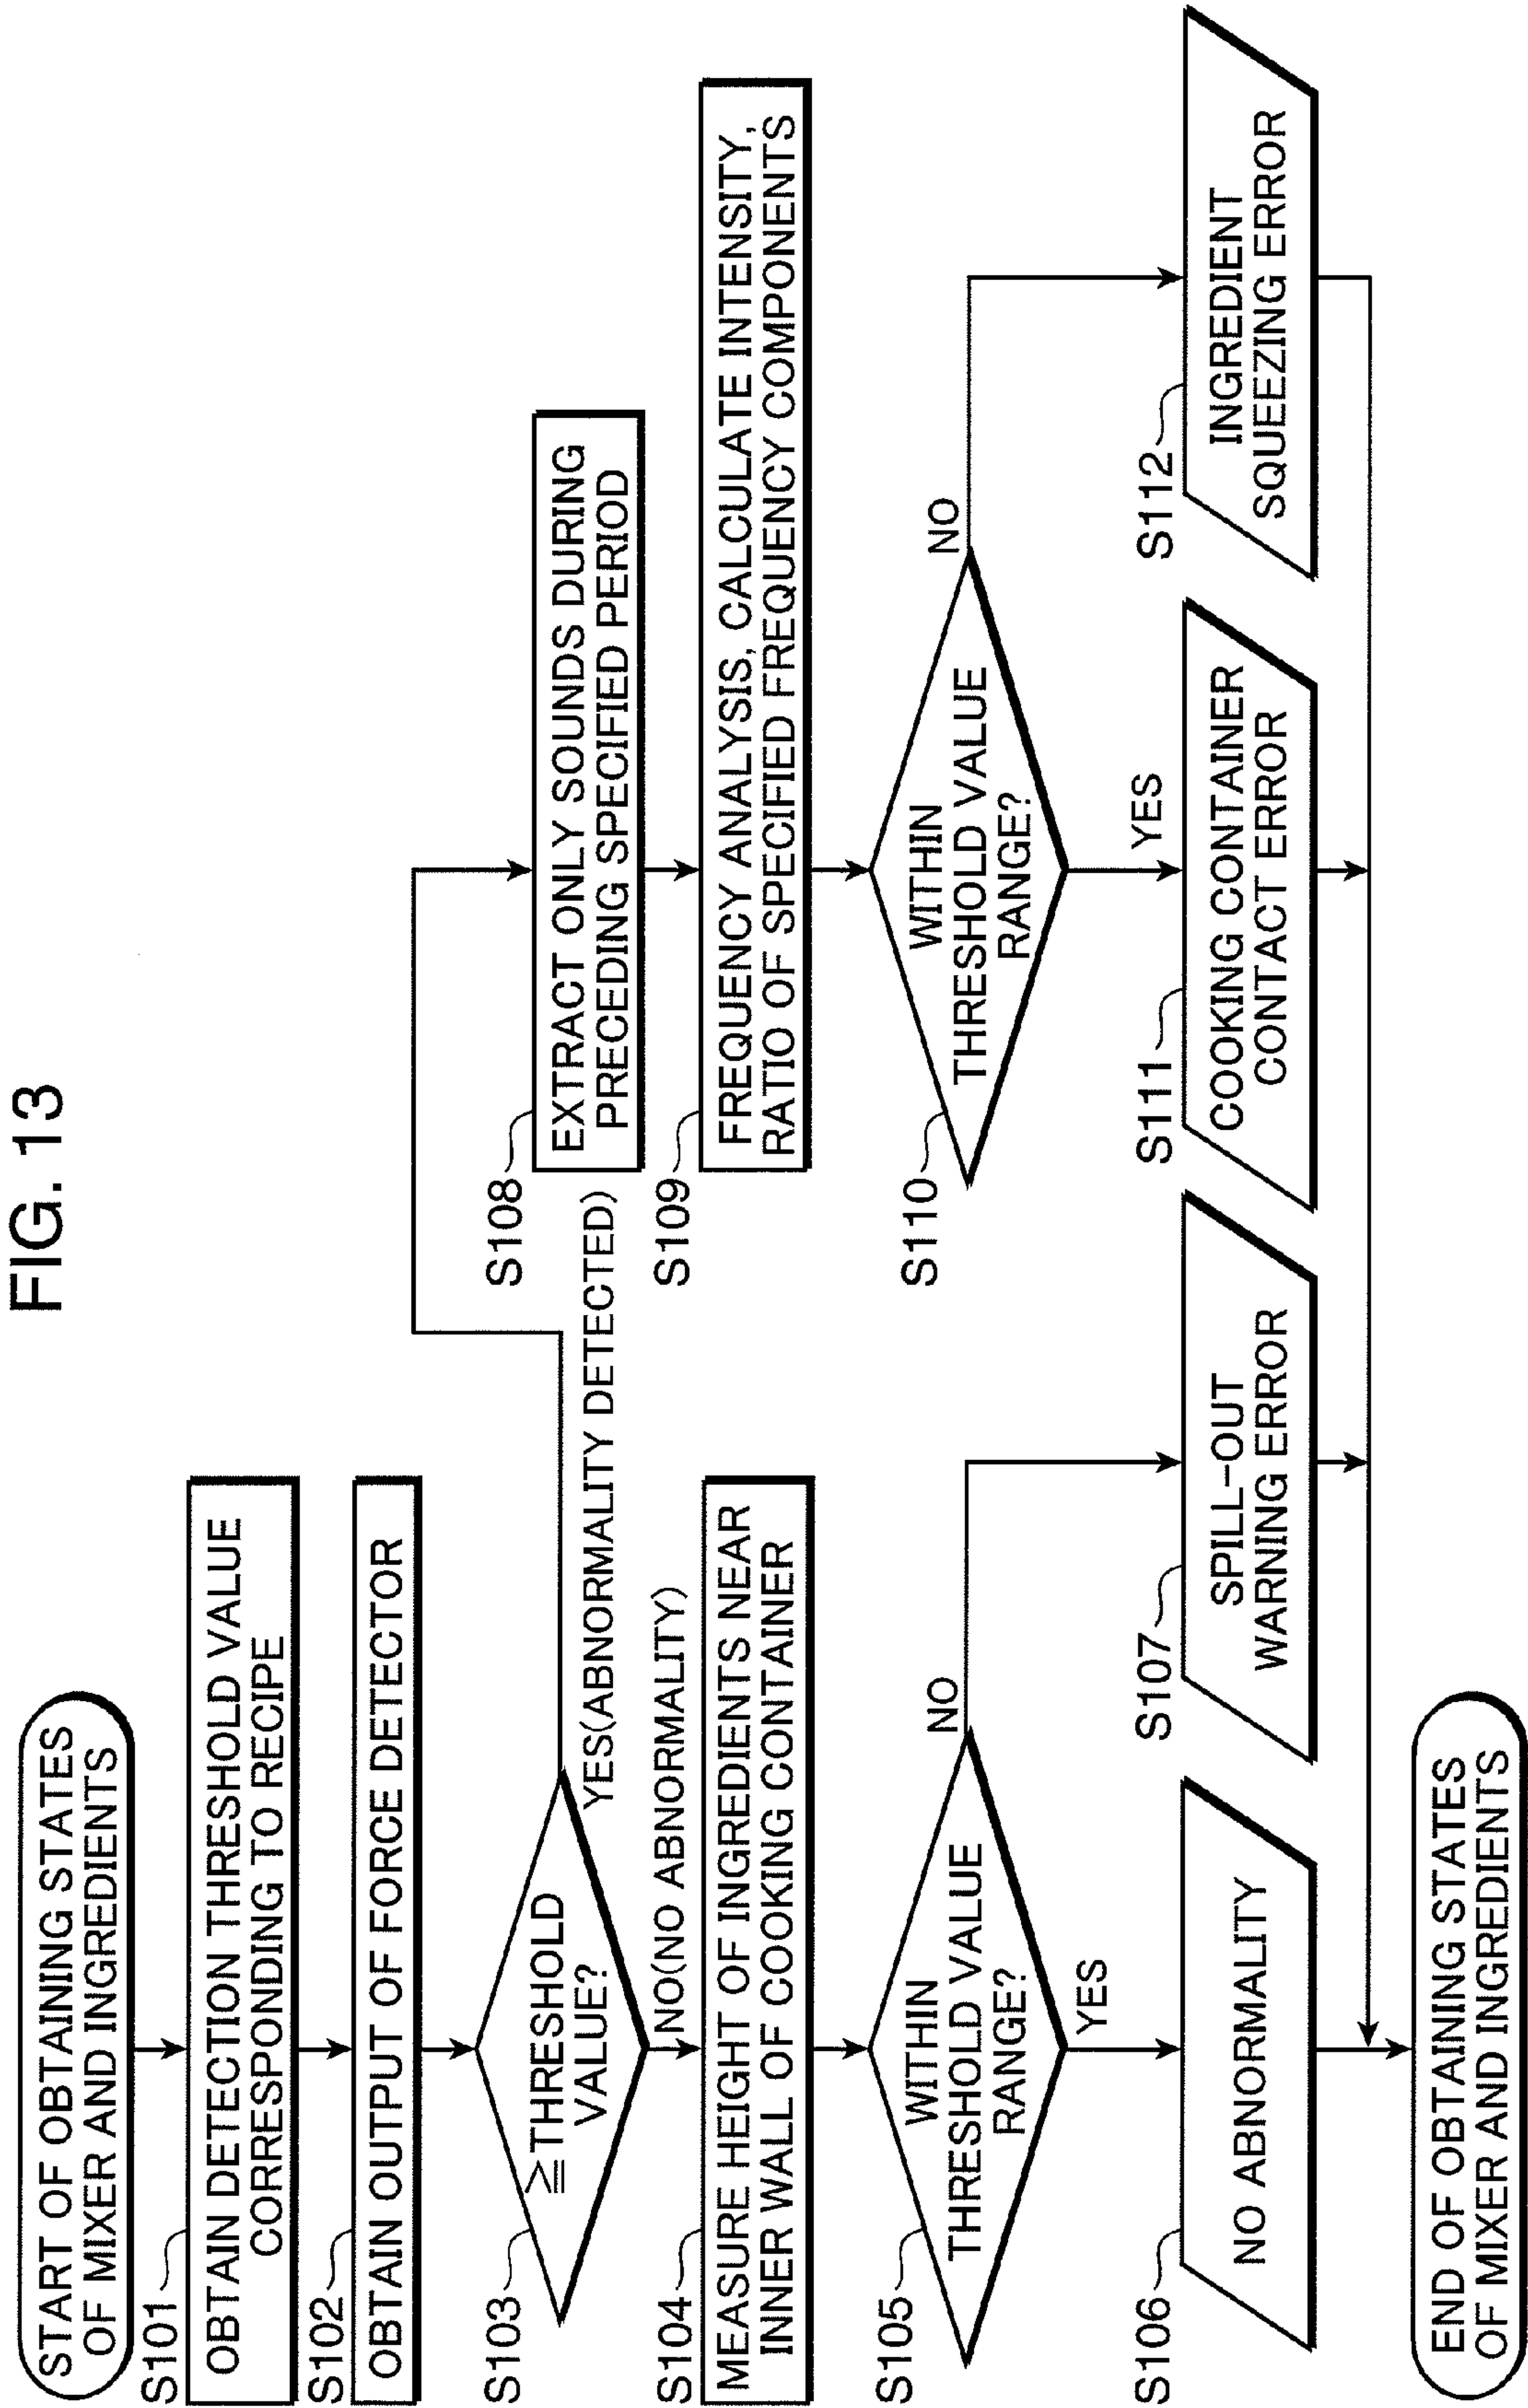 FIG. 13
START OF OBTAINING STATES
OF MIXER AND INGREDIENTS
S101
OBTAIN DETECTION THRESHOLD VALUE
CORRESPONDING TO RECIPE
S102
OBTAIN OUTPUT OF FORCE DETECTOR
S103
≧THRESHOLD
VALUE?
YES(ABNORMALITY DETECTED)
NO(NO ABNORMALITY)
S104
MEASURE HEIGHT OF INGREDIENTS NEAR
INNER WALL OF COOKING CONTAINER
S105
WITHIN
THRESHOLD VALUE
RANGE?
NO
YES
S106
NO ABNORMALITY
S107
SPILL-OUT
WARNING ERROR
S108
EXTRACT ONLY SOUNDS DURING
PRECEDING SPECIFIED PERIOD
S109
FREQUENCY ANALYSIS, CALCULATE INTENSITY,
RATIO OF SPECIFIED FREQUENCY COMPONENTS
S110
WITHIN
THRESHOLD VALUE
RANGE?
NO
YES
S111
COOKING CONTAINER
CONTACT ERROR
S112
INGREDIENT
SQUEEZING ERROR
END OF OBTAINING STATES
OF MIXER AND INGREDIENTS